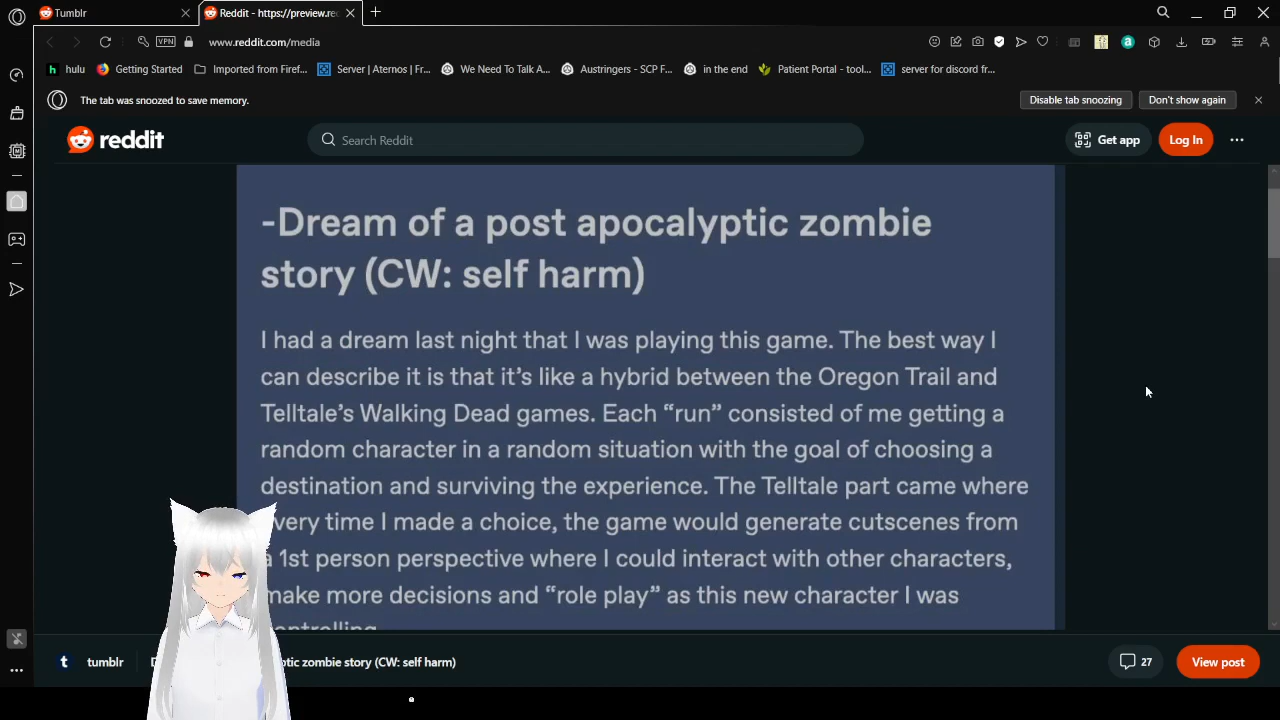 Tumblr
Reddit - https://preview.rec
VPN
www.reddit.com/media
hulu
Getting Started
Imported from Firef...
Server | Aternos | Fr...
We Need To Talk A...
Austringers - SCP F...
in the end
Patient Portal - tool...
server for discord fr...
The tab was snoozed to save memory.
Disable tab snoozing
Don't show again
reddit
Search Reddit
Get app
Log In
-Dream of a post apocalyptic zombie
story (CW: self harm)
I had a dream last night that I was playing this game. The best way I
can describe it is that it's like a hybrid between the Oregon Trail and
Telltale's Walking Dead games. Each “run” consisted of me getting a
random character in a random situation with the goal of choosing a
destination and surviving the experience. The Telltale part came where
every time I made a choice, the game would generate cutscenes from
a 1st person perspective where I could interact with other characters,
make more decisions and “role play” as this new character I was
controlling
t
tumblr
D
ptic zombie story (CW: self harm)
27
View post